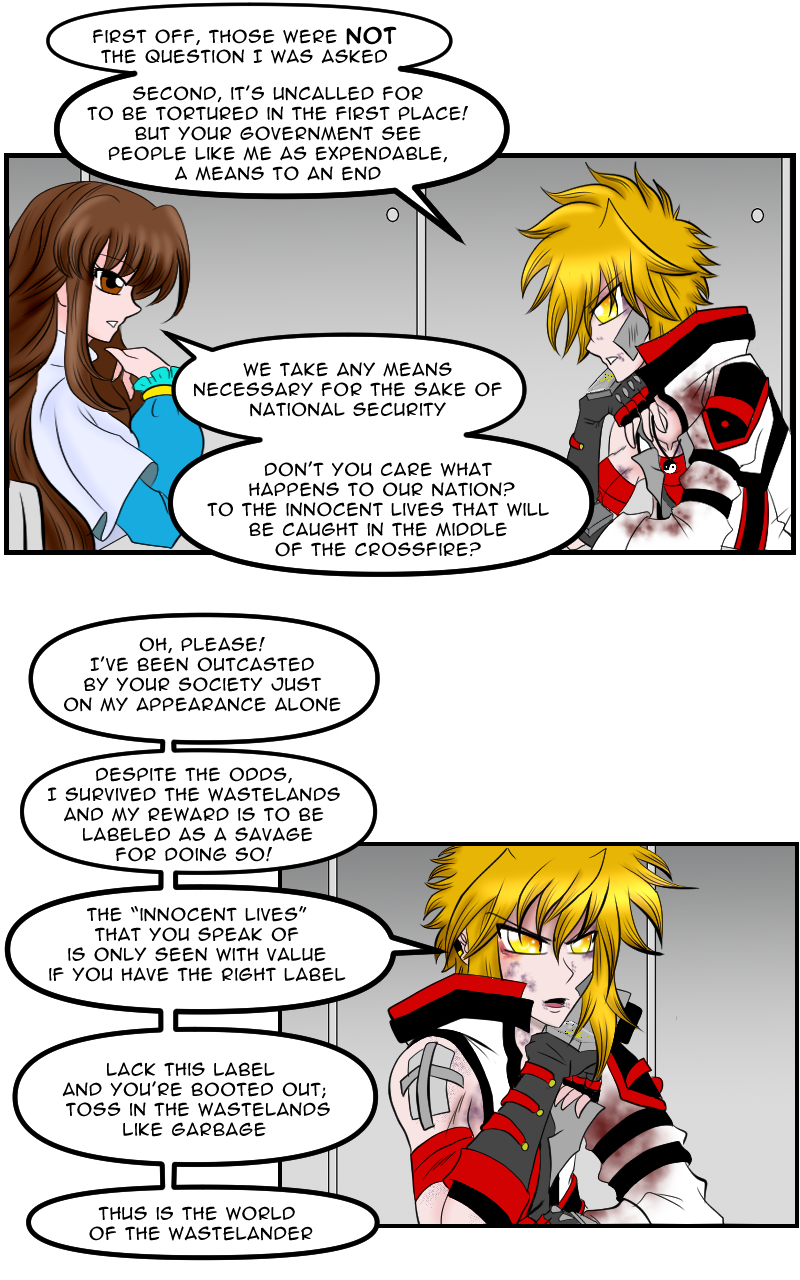 FIRST OFF, THOSE WERE NOT
THE QUESTION I WAS ASKED
SECOND, IT'S UNCALLED FOR
TO BE TORTURED IN THE FIRST PLACE!
BUT YOUR GOVERNMENT SEE
PEOPLE LIKE ME AS EXPENDABLE,
A MEANS TO AN END
WE TAKE ANY MEANS
NECESSARY FOR THE SAKE OF
NATIONAL SECURITY
DON'T YOU CARE WHAT
HAPPENS TO OUR NATION?
TO THE INNOCENT LIVES THAT WILL
BE CAUGHT IN THE MIDDLE
OF THE CROSSFIRE?
OH, PLEASE!
I'VE BEEN OUTCASTED
BY YOUR SOCIETY JUST
ON MY APPEARANCE ALONE
DESPITE THE ODDS,
I SURVIVED THE WASTELANDS
AND MY REWARD IS TO BE
LABELED AS A SAVAGE
FOR DOING SO!
THE "INNOCENT LIVES"
THAT YOU SPEAK OF
IS ONLY SEEN WITH VALUE
IF YOU HAVE THE RIGHT LABEL
LACK THIS LABEL
AND YOU'RE BOOTED OUT;
TOSS IN THE WASTELANDS
LIKE GARBAGE
THUS IS THE WORLD
OF THE WASTELANDER